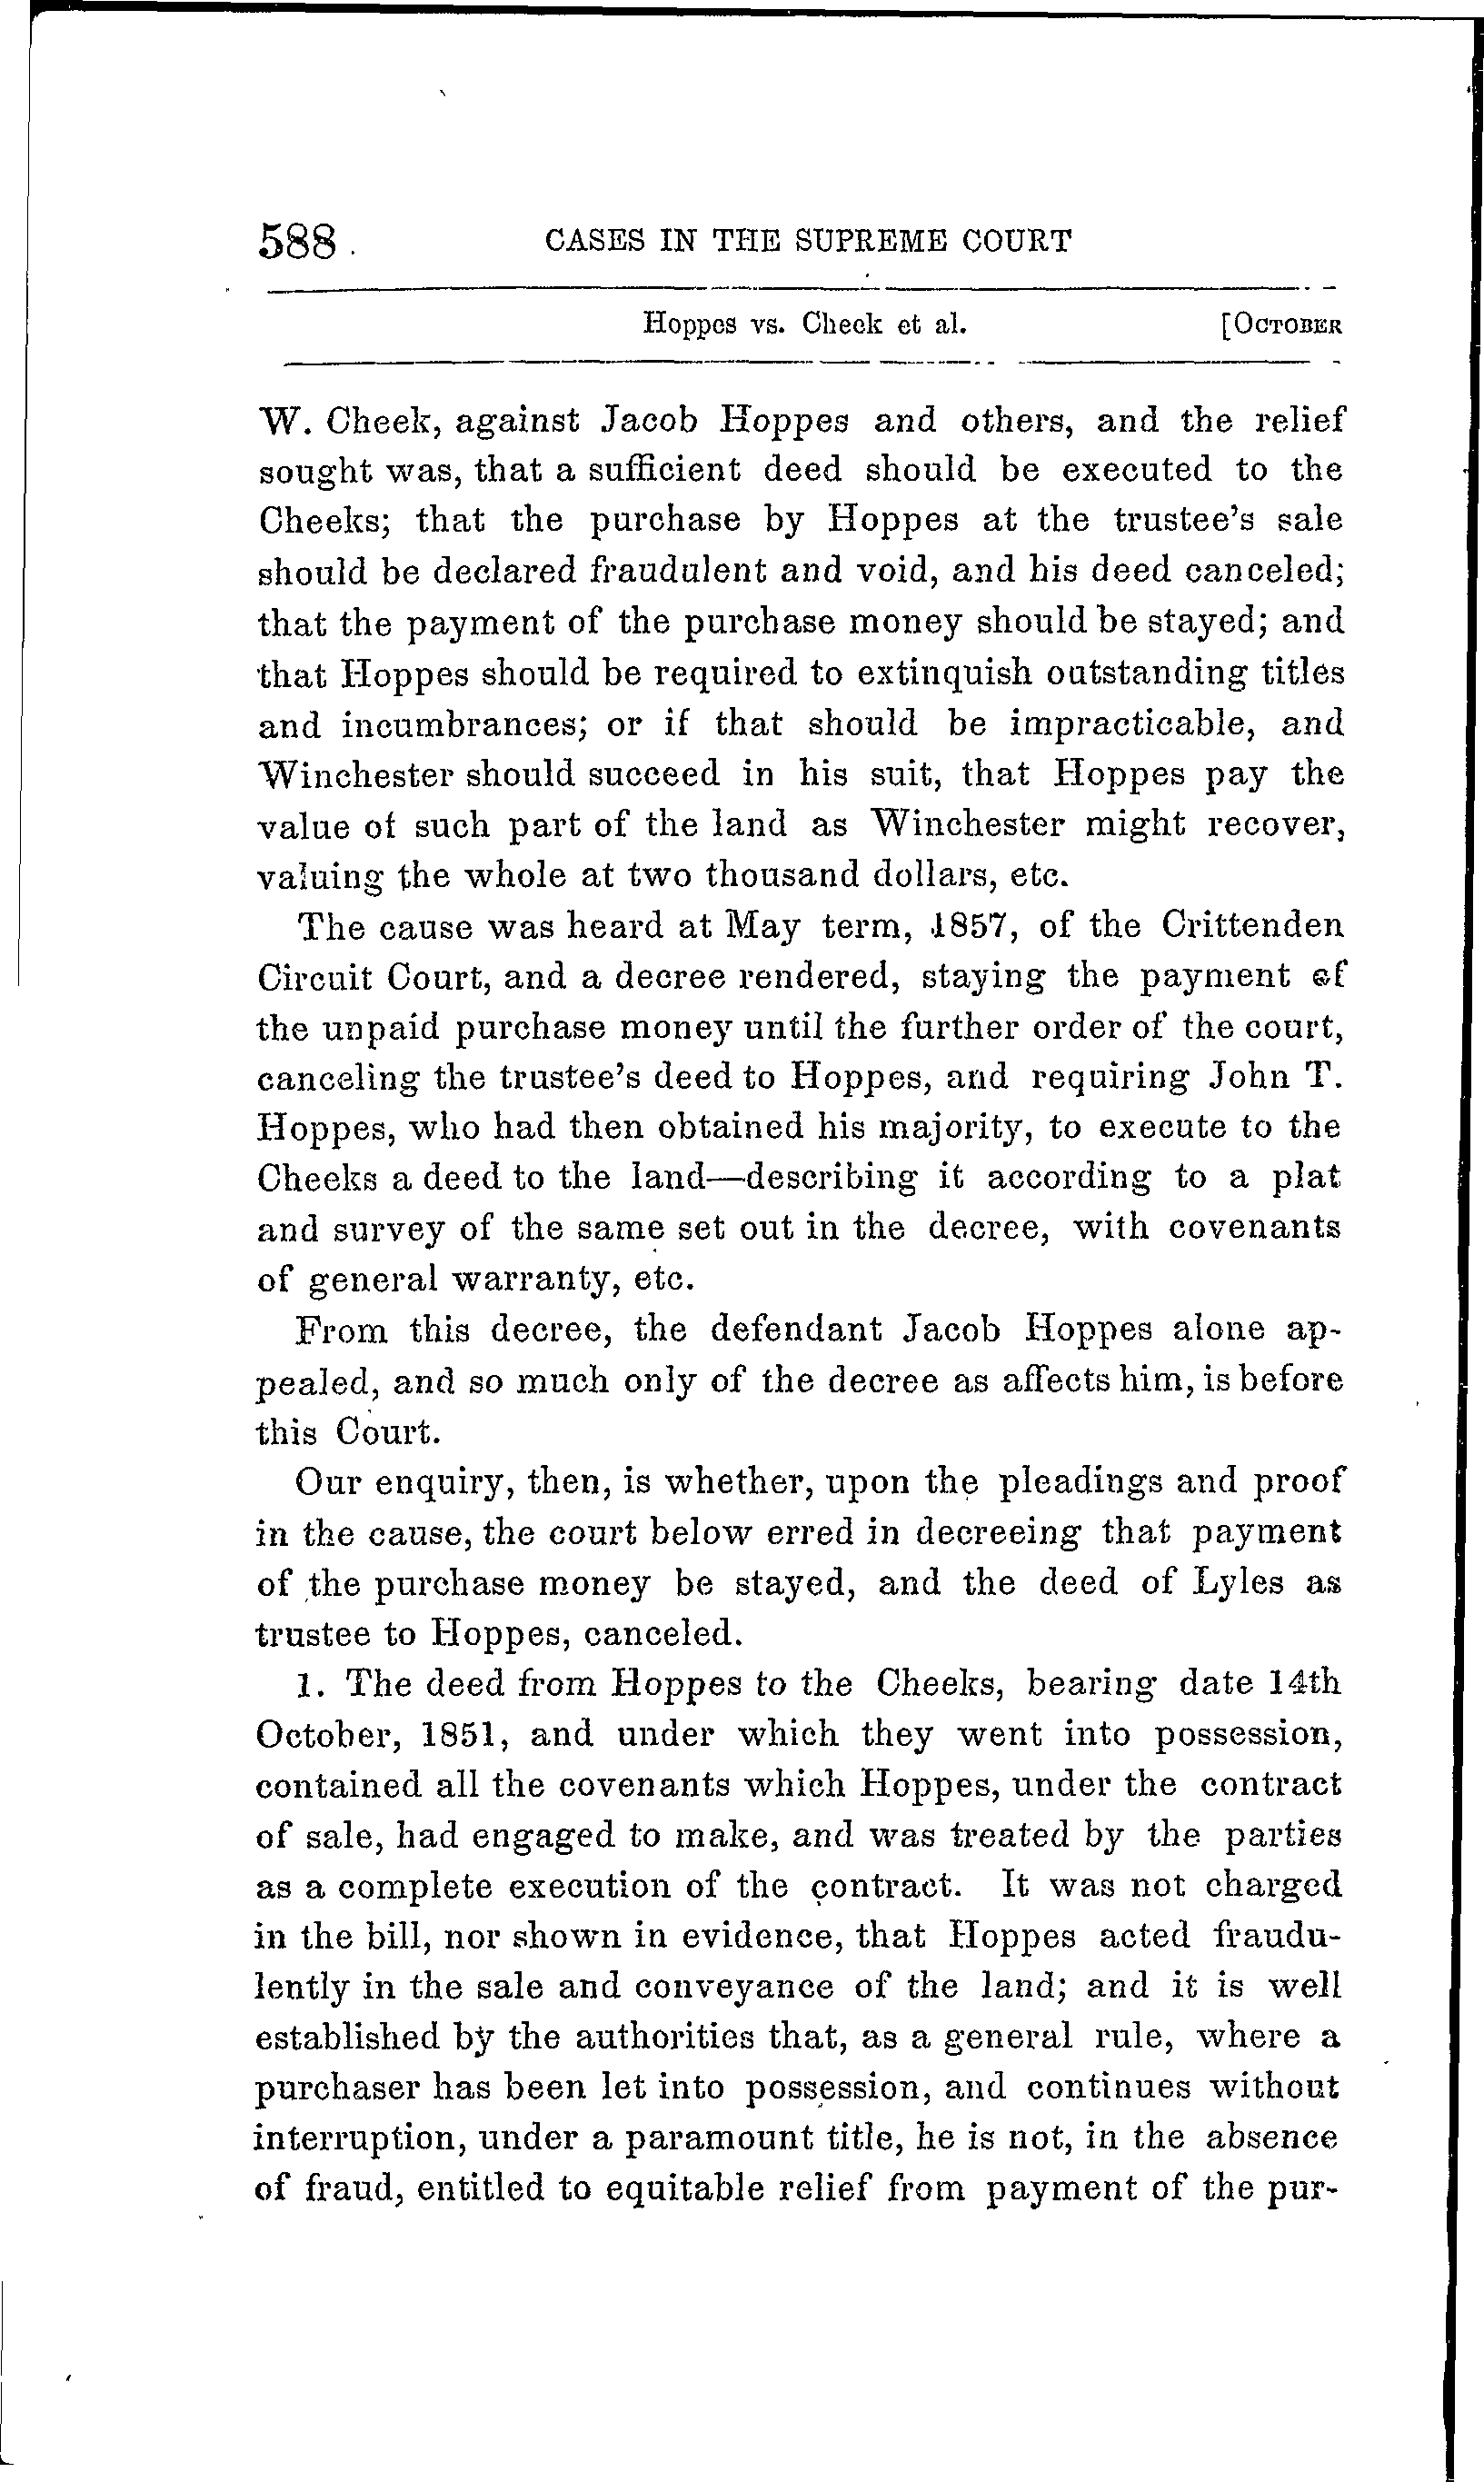 588 . CASES IN THE SUPREME COURT
Hoppes vs. Cheek et al. [OCTOBER
W. Cheek, against Jacob Hoppes and others, and the relief
sought was, that a sufficient deed should be executed to the
Cheeks; that the purchase by Hoppes at the trustee's sale
should be declared fraudulent and void, and his deed canceled;
that the payment of the purchase money should be stayed; and
that Hoppes should be required to extinquish outstanding titles
and incumbrances; or if that should be impracticable, and
Winchester should succeed in his suit, that Hoppes pay the
value of such part of the land as Winchester might recover,
valuing the whole at two thousand dollars, etc.
The cause was heard at May term, 1857, of the Crittenden
Circuit Court, and a decree rendered, staying the payment of
the unpaid purchase money until the further order of the court,
canceling the trustee's deed to Hoppes, and requiring John T.
Hoppes, who had then obtained his majority, to execute to the
Cheeks a deed to the land—describing it according to a plat
and survey of the same set out in the decree, with covenants
of general warranty, etc.
From this decree, the defendant Jacob Hoppes alone ap-
pealed, and so much only of the decree as affects him, is before
this Court.
Our enquiry, then, is whether, upon the pleadings and proof
in the cause, the court below erred in decreeing that payment
of the purchase money be stayed, and the deed of Lyles as
trustee to Hoppes, canceled.
1. The deed from Hoppes to the Cheeks, bearing date 14th
October, 1851, and under which they went into possession,
contained all the covenants which Hoppes, under the contract
of sale, had engaged to make, and was treated by the parties
as a complete execution of the contract. It was not charged
in the bill, nor shown in evidence, that Hoppes acted fraudu-
lently in the sale and conveyance of the land; and it is well
established by the authorities that, as a general rule, where a
purchaser has been let into possession, and continues without
interruption, under a paramount title, he is not, in the absence
of fraud, entitled to equitable relief from payment of the pur-